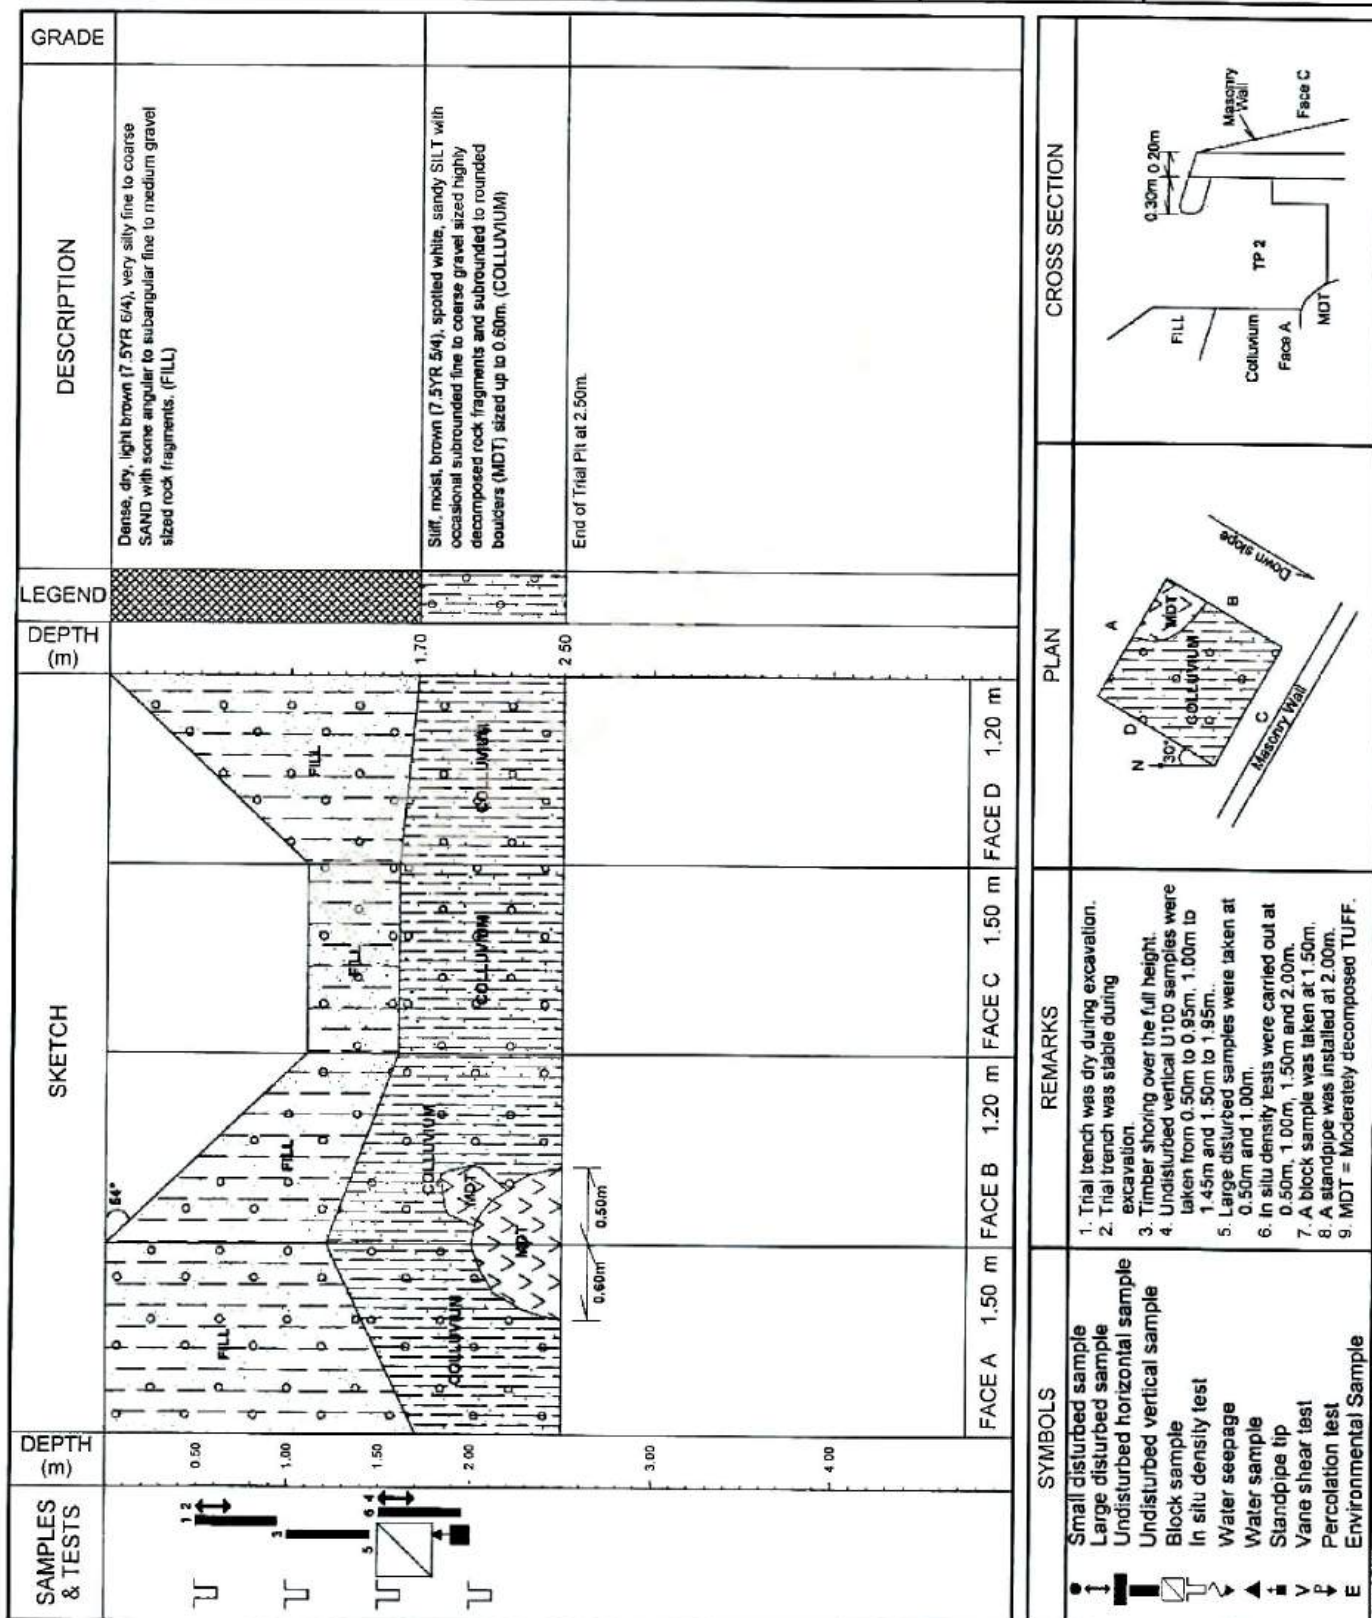 SAMPLES
& TESTS
DEPTH
(m)
SKETCH
DEPTH
(m)
LEGEND
DESCRIPTION
GRADE
0.50
1.00
1.50
2.00
3.00
4.00
1
2
3
4
5
6
54°
FILL
FILL
FILL
FILL
COLLUVIUM
COLLUVIUM
COLLUVIUM
COLLUVIUM
MDT
MDT
0.60m
0.50m
FACE A 1.50 m
FACE B 1.20 m
FACE C 1.50 m
FACE D 1.20 m
1.70
2.50
Dense, dry, light brown (7.5YR 6/4), very silty fine to coarse
SAND with some angular to subangular fine to medium gravel
sized rock fragments. (FILL)
Stiff, moist, brown (7.5YR 5/4), spotted white, sandy SILT with
occasional subrounded fine to coarse gravel sized highly
decomposed rock fragments and subrounded to rounded
boulders (MDT) sized up to 0.60m. (COLLUVIUM)
End of Trial Pit at 2.50m.
SYMBOLS
Small disturbed sample
Large disturbed sample
Undisturbed horizontal sample
Undisturbed vertical sample
Block sample
In situ density test
Water seepage
Water sample
Standpipe tip
V Vane shear test
P Percolation test
E Environmental Sample
REMARKS
1. Trial trench was dry during excavation.
2. Trial trench was stable during
excavation.
3. Timber shoring over the full height.
4. Undisturbed vertical U100 samples were
taken from 0.50m to 0.95m, 1.00m to
1.45m and 1.50m to 1.95m..
5. Large disturbed samples were taken at
0.50m and 1.00m.
6. In situ density tests were carried out at
0.50m, 1.00m, 1.50m and 2.00m.
7. A block sample was taken at 1.50m.
8. A standpipe was installed at 2.00m.
9. MDT = Moderately decomposed TUFF.
PLAN
N
30°
A
B
C
D
MDT
COLLUVIUM
Masonry Wall
Down slope
CROSS SECTION
0.30m
0.20m
Masonry
Wall
FILL
TP 2
Colluvium
Face A
Face C
MDT